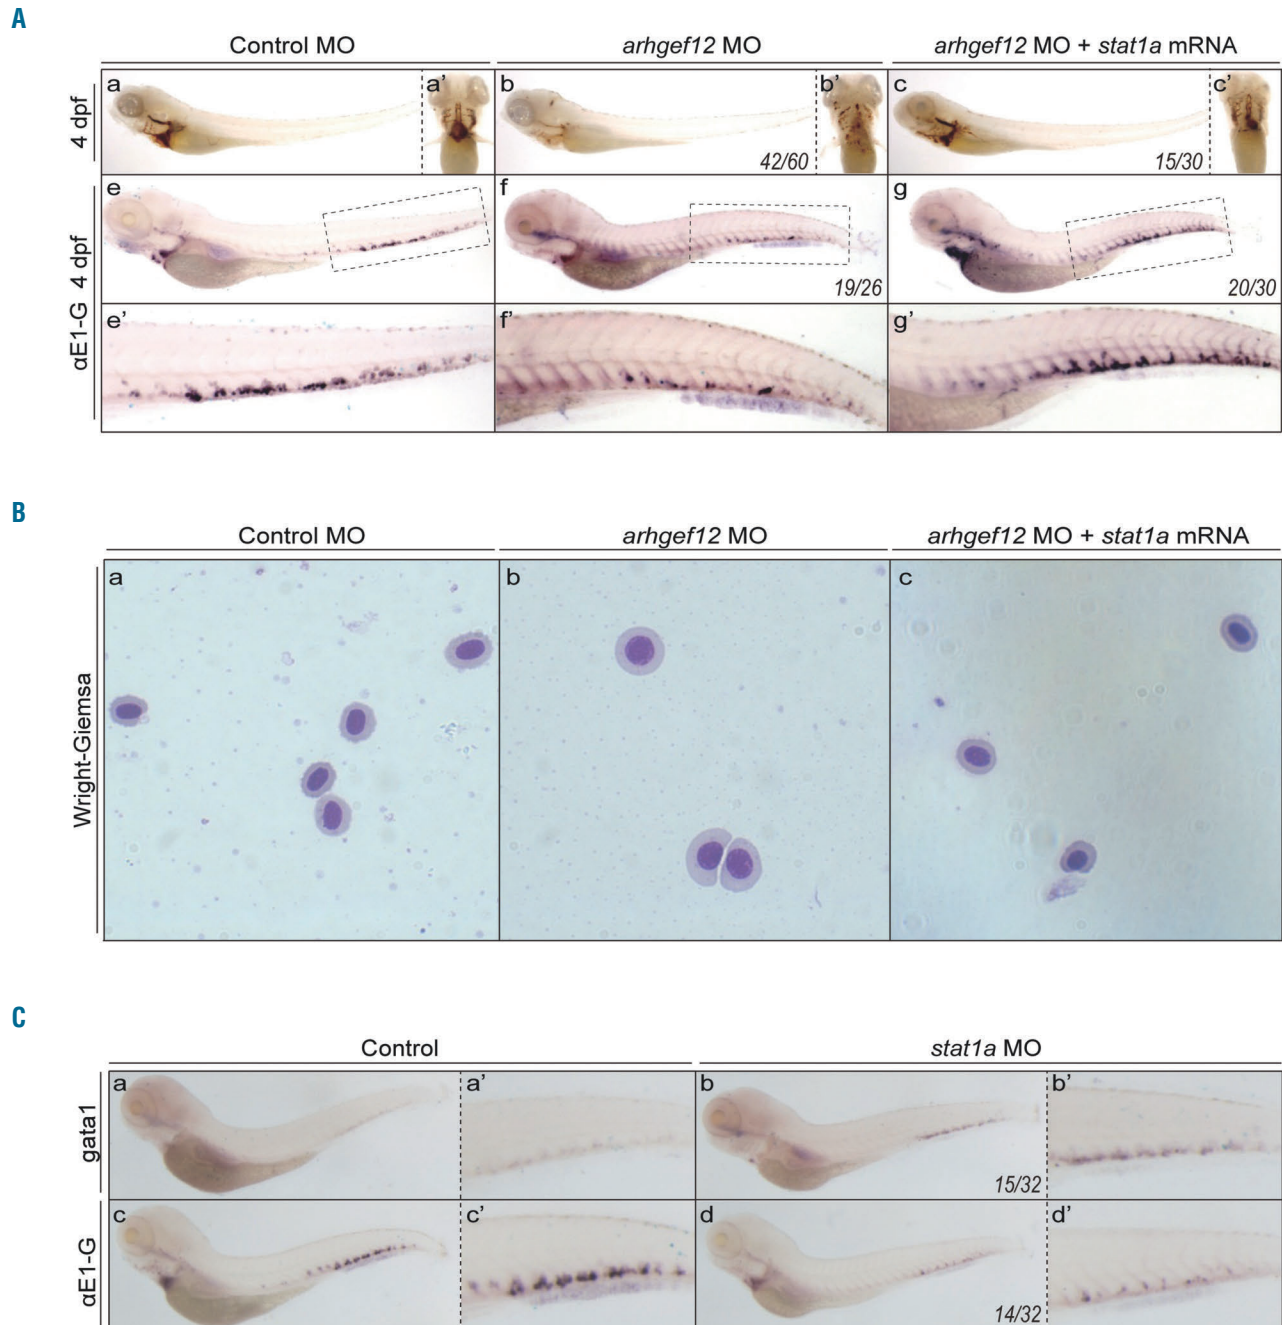 A
Control MO
arhgef12 MO
arhgef12 MO + stat1a mRNA
4 dpf
a
a’
b
b’
42/60
c
c’
15/30
αE1-G
4 dpf
e
f
19/26
g
20/30
e’
f’
g’
B
Control MO
arhgef12 MO
arhgef12 MO + stat1a mRNA
Wright-Giemsa
a
b
c
C
Control
stat1a MO
gata1
a
a’
b
15/32
b’
αE1-G
c
c’
d
14/32
d’